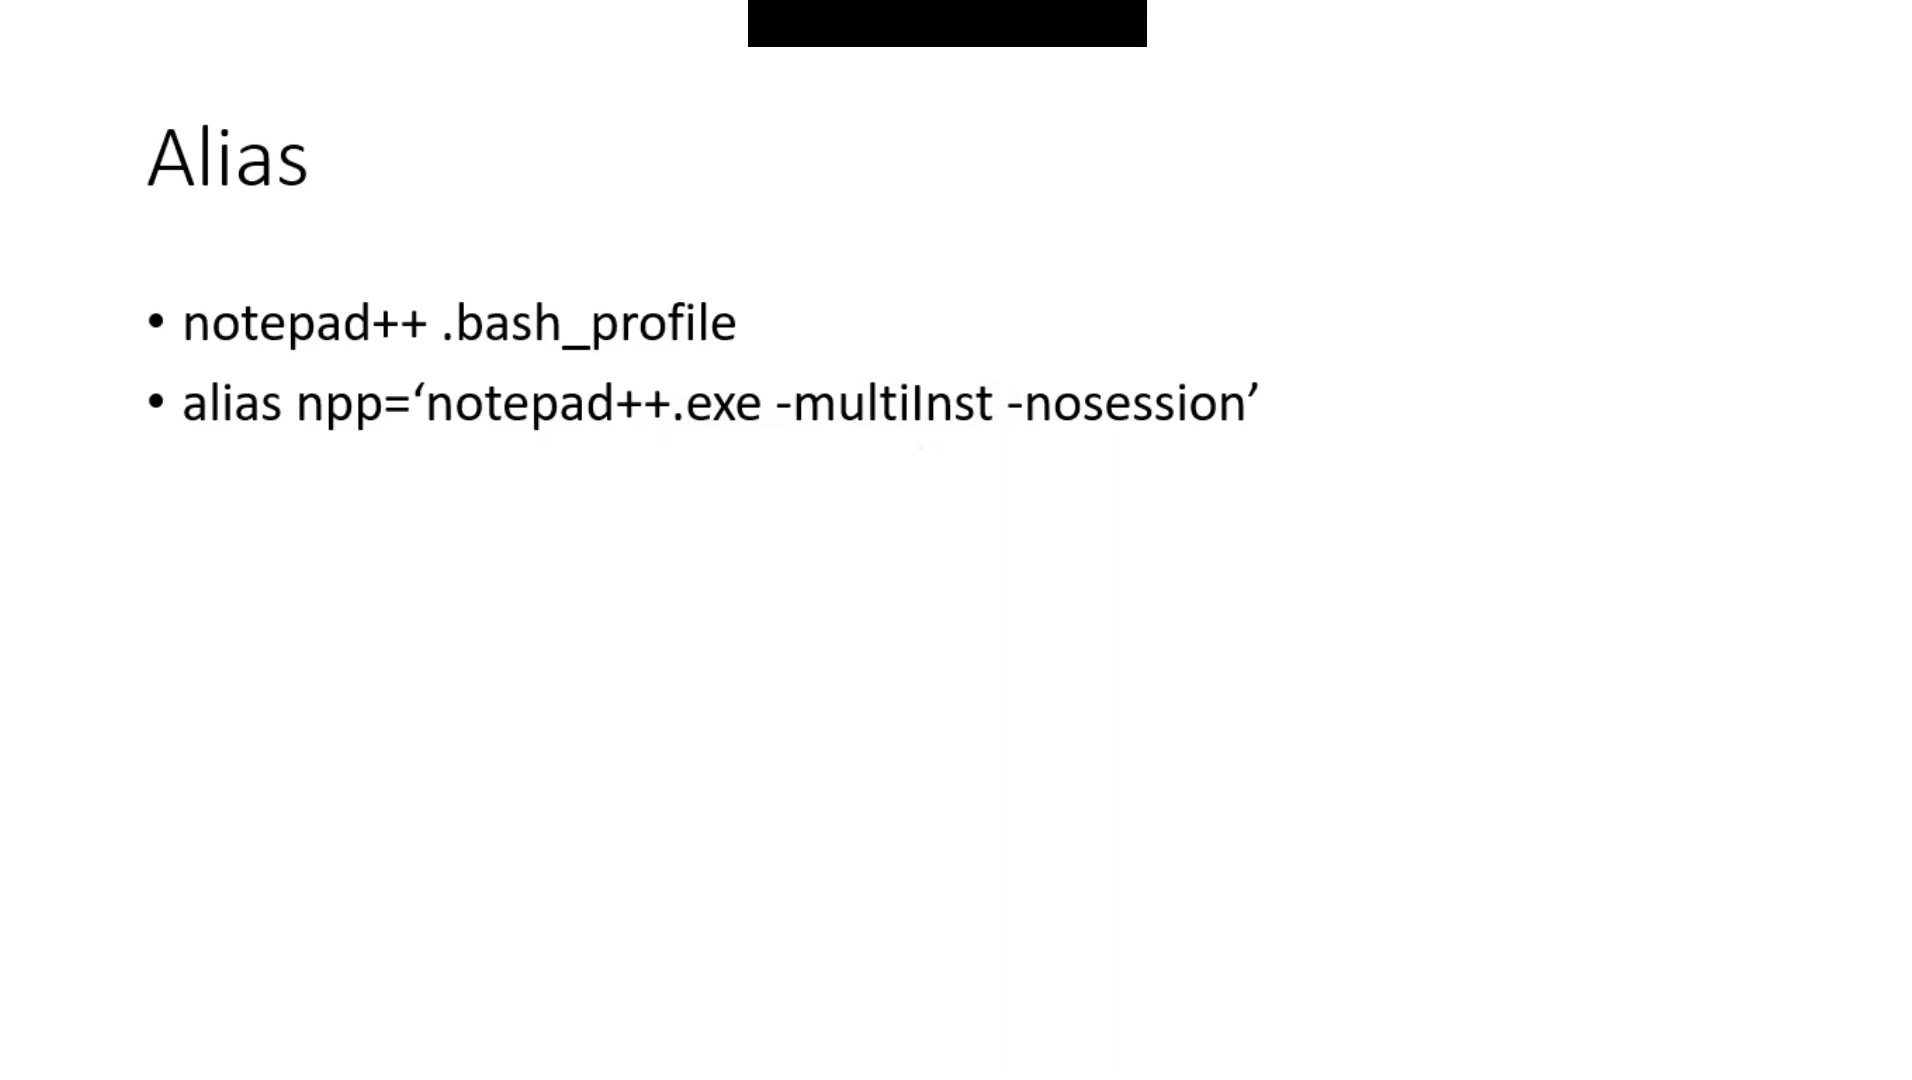 Alias
• notepad++ .bash_profile
• alias npp=‘notepad++.exe -multiInst -nosession’